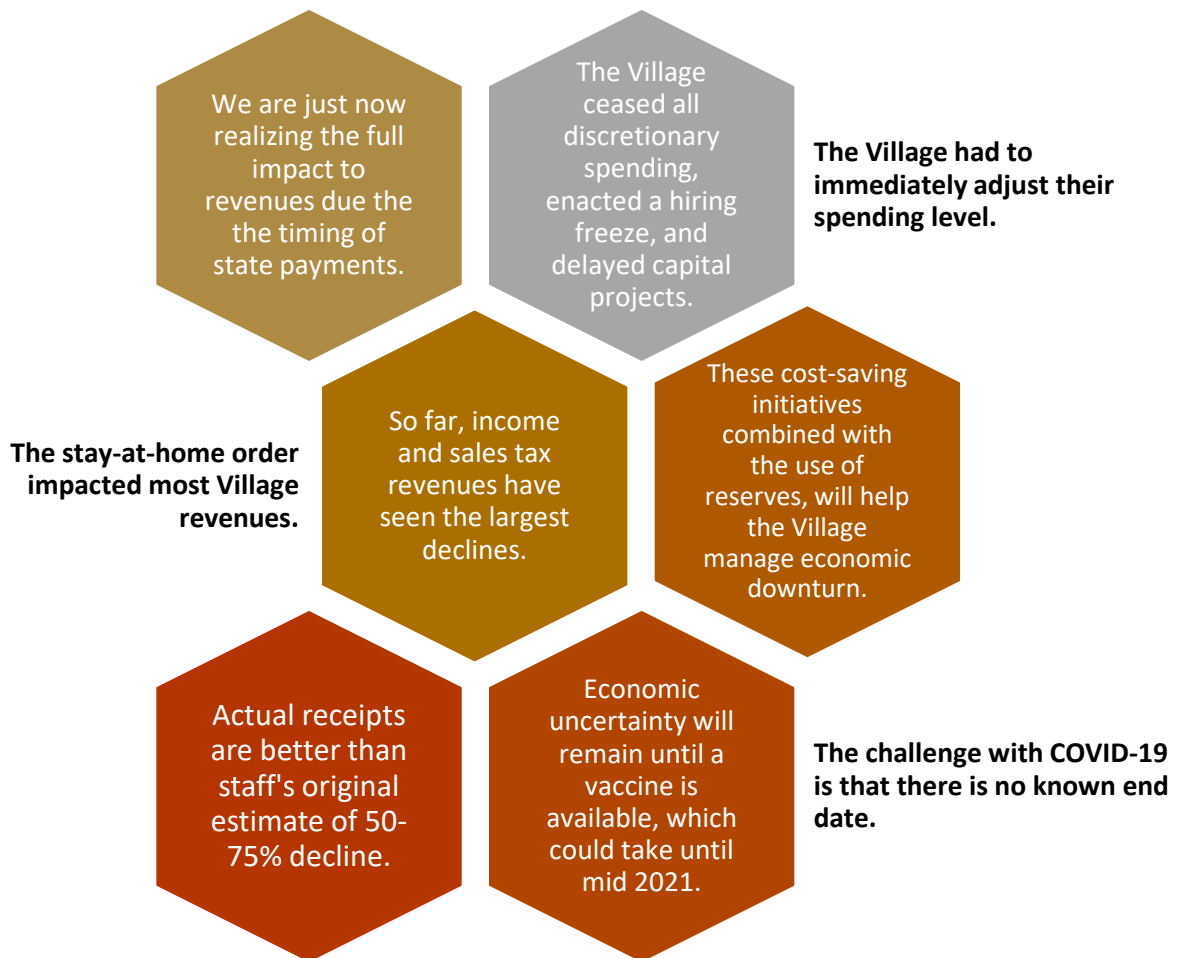 We are just now
realizing the full
impact to
revenues due the
the timing of
state payments.
The Village
ceased all
discretionary
spending,
enacted a hiring
freeze, and
delayed capital
projects.
The Village had to
immediately adjust their
spending level.
The stay-at-home order
impacted most Village
revenues.
So far, income
and sales tax
revenues have
seen the largest
declines.
These cost-saving
initiatives
combined with
the use of
reserves, will help
the Village
manage economic
downturn.
Actual receipts
are better than
staff's original
estimate of 50-
75% decline.
Economic
uncertainty will
remain until a
vaccine is
available, which
could take until
mid 2021.
The challenge with COVID-19
is that there is no known end
date.